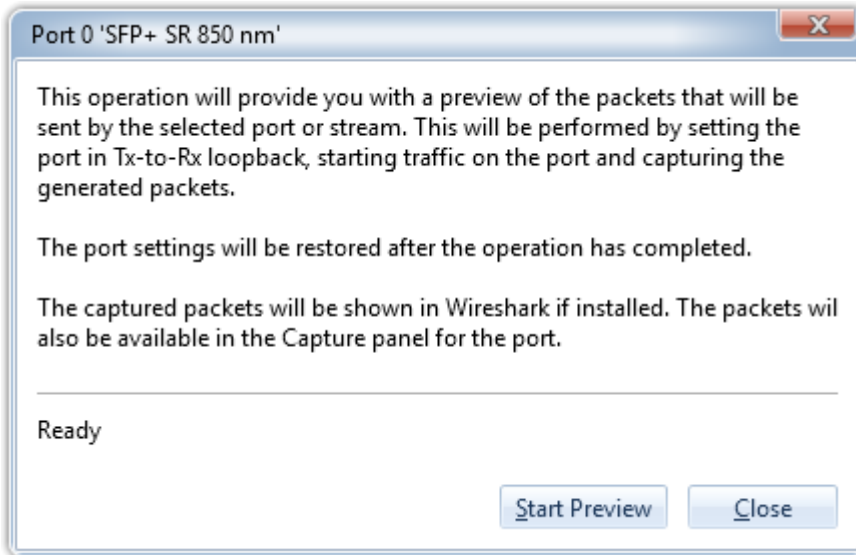 Port 0 'SFP+ SR 850 nm'
This operation will provide you with a preview of the packets that will be
sent by the selected port or stream. This will be performed by setting the
port in Tx-to-Rx loopback, starting traffic on the port and capturing the
generated packets.
The port settings will be restored after the operation has completed.
The captured packets will be shown in Wireshark if installed. The packets wil
also be available in the Capture panel for the port.
Ready
Start Preview
Close